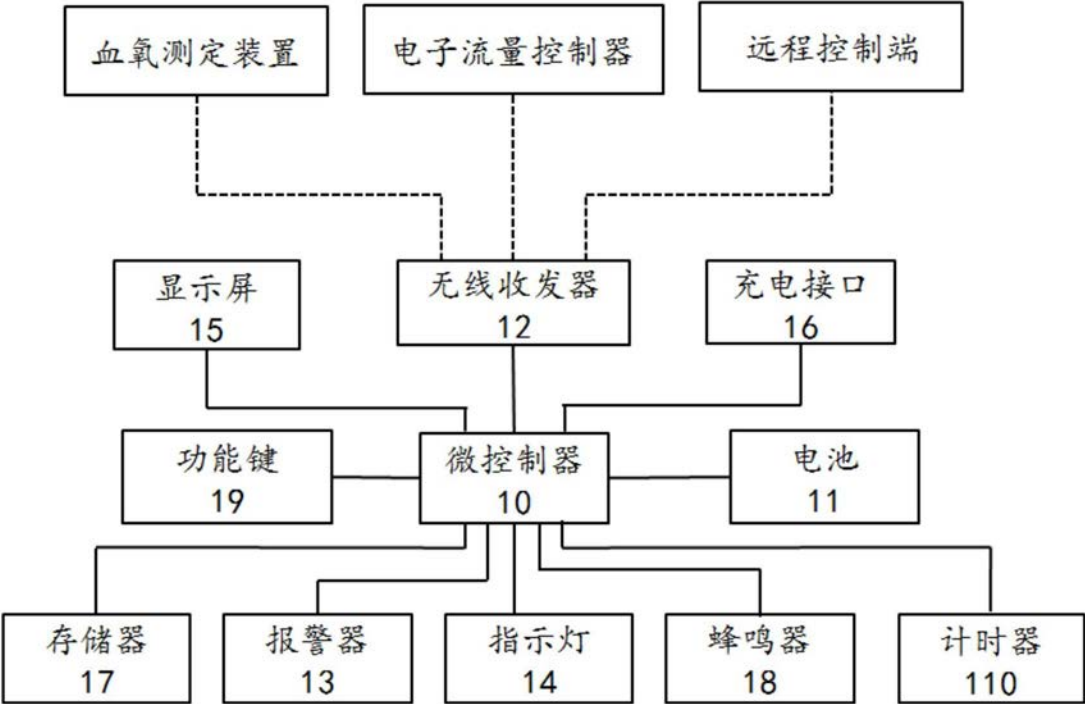 血氧测定装置
电子流量控制器
远程控制端
显示屏
15
无线收发器
12
充电接口
16
功能键
19
微控制器
10
电池
11
存储器
17
报警器
13
指示灯
14
蜂鸣器
18
计时器
110